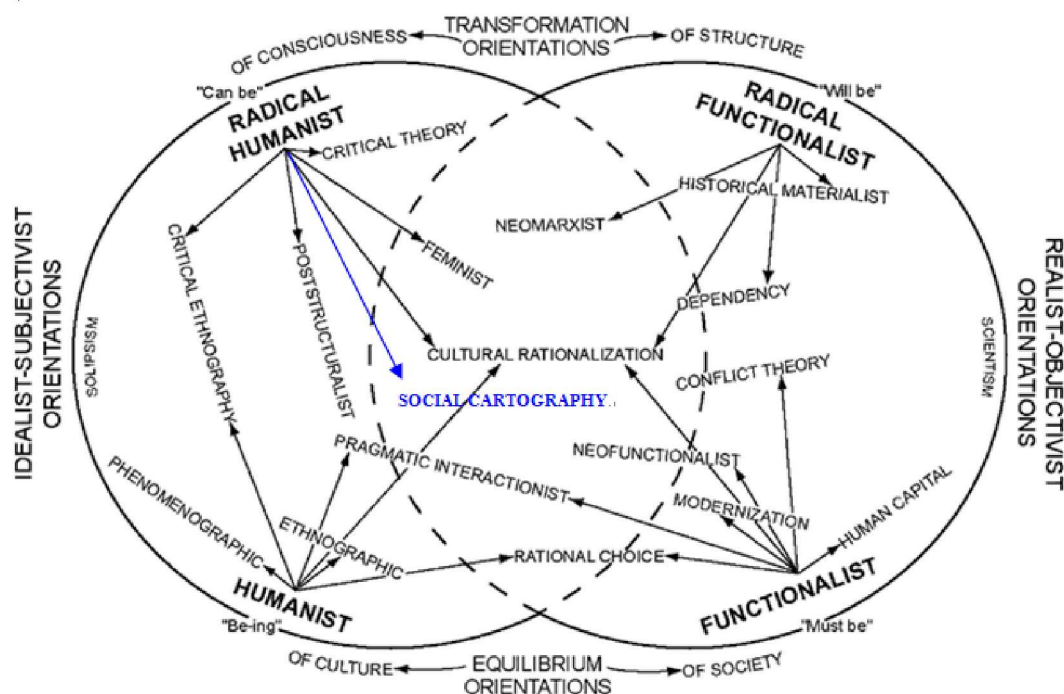 TRANSFORMATION
ORIENTATIONS
OF CONSCIOUSNESS
OF STRUCTURE
"Can be"
"Will be"
RADICAL
HUMANIST
RADICAL
FUNCTIONALIST
CRITICAL THEORY
HISTORICAL MATERIALIST
NEOMARXIST
CRITICAL ETHNOGRAPHY
POSTSTRUCTURALIST
FEMINIST
DEPENDENCY
IDEALIST-SUBJECTIVIST
ORIENTATIONS
SOLIPSISM
REALIST-OBJECTIVIST
ORIENTATIONS
SCIENTISM
CULTURAL RATIONALIZATION
CONFLICT THEORY
SOCIAL CARTOGRAPHY.
PRAGMATIC INTERACTIONIST
NEOFUNCTIONALIST
PHENOMENOGRAPHIC
ETHNOGRAPHIC
MODERNIZATION
HUMAN CAPITAL
RATIONAL CHOICE
HUMANIST
FUNCTIONALIST
"Be-ing"
"Must be"
OF CULTURE
EQUILIBRIUM
ORIENTATIONS
OF SOCIETY